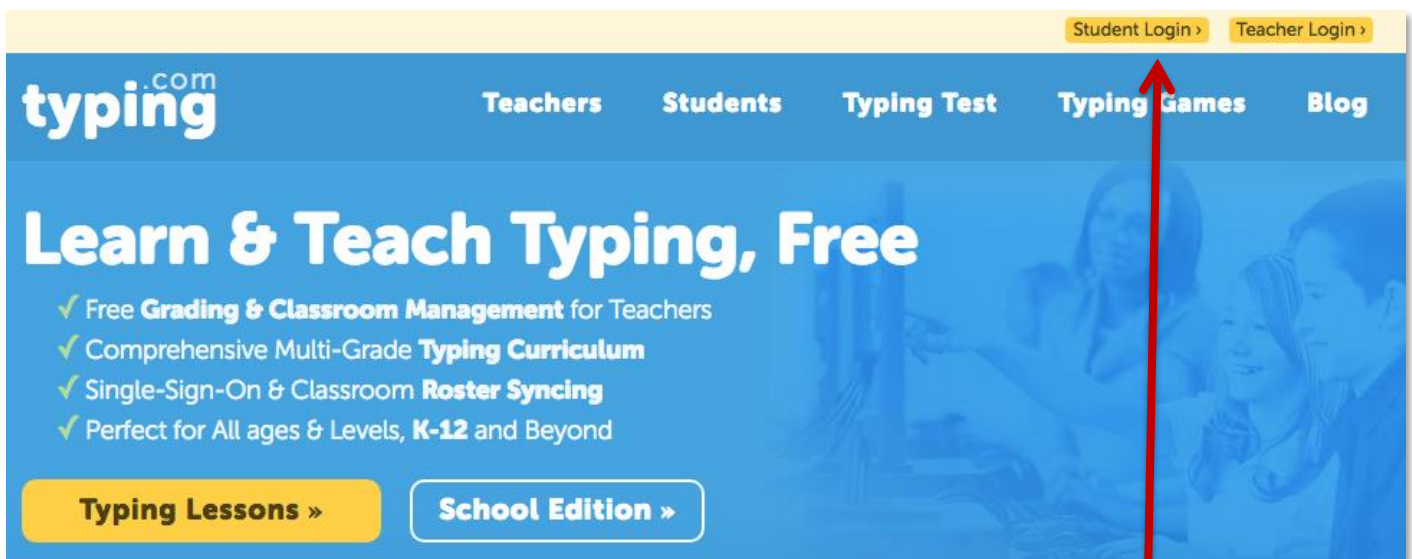 Student Login › Teacher Login ›
typing.com
Teachers Students Typing Test Typing Games Blog
Learn & Teach Typing, Free
✓ Free Grading & Classroom Management for Teachers
✓ Comprehensive Multi-Grade Typing Curriculum
✓ Single-Sign-On & Classroom Roster Syncing
✓ Perfect for All ages & Levels, K-12 and Beyond
Typing Lessons » School Edition »